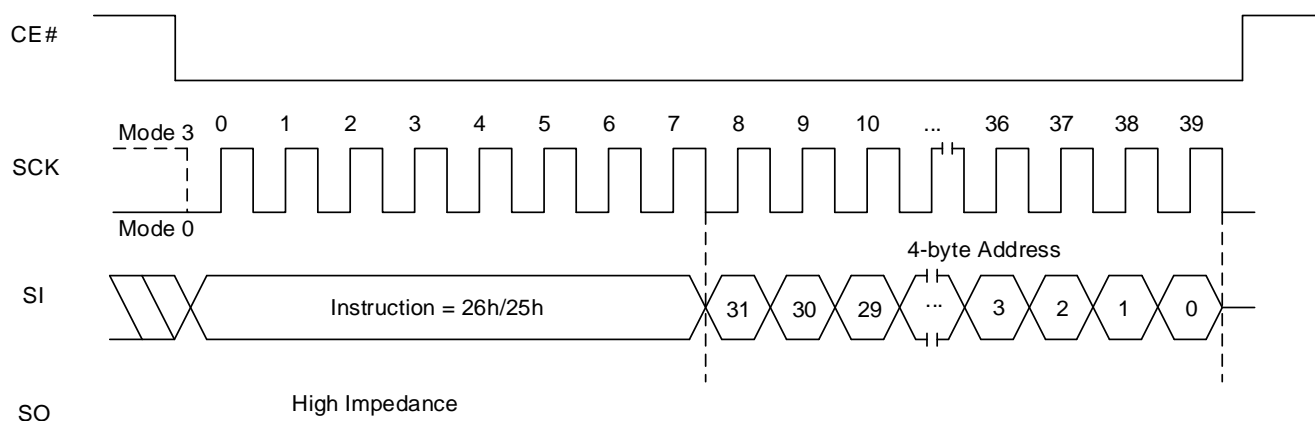 CE#
Mode 3
0 1 2 3 4 5 6 7 8 9 10 ... 36 37 38 39
SCK
Mode 0
4-byte Address
SI
Instruction = 26h/25h 31 30 29 ... 3 2 1 0
High Impedance
SO